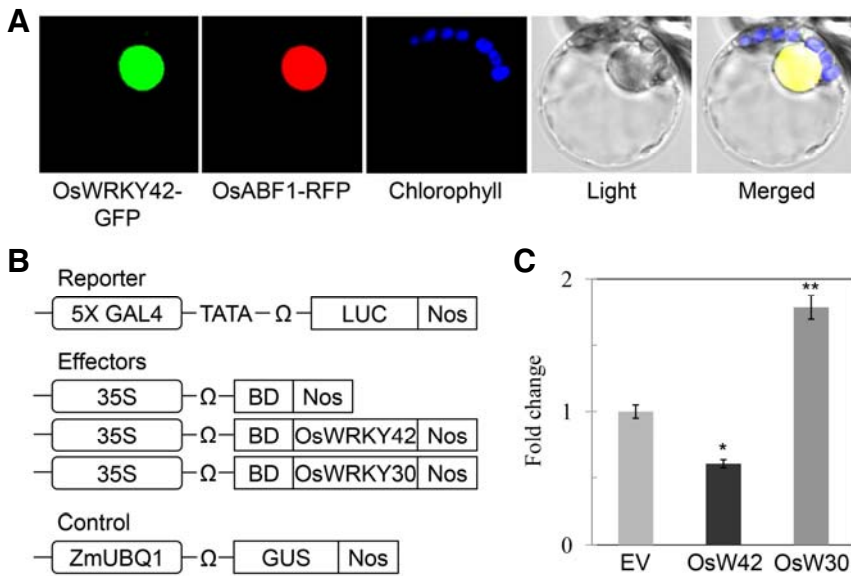 A
OsWRKY42-
GFP
OsABF1-RFP
Chlorophyll
Light
Merged
B
Reporter
5X GAL4 TATA Ω LUC Nos
Effectors
35S Ω BD Nos
35S Ω BD OsWRKY42 Nos
35S Ω BD OsWRKY30 Nos
Control
ZmUBQ1 Ω GUS Nos
C
Fold change
2
1
0
*
**
EV OsW42 OsW30